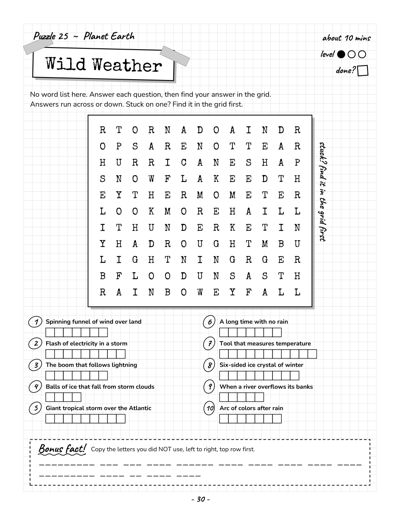 Puzzle 25 ~ Planet Earth
about 10 mins
Wild Weather
level
done?
No word list here. Answer each question, then find your answer in the grid.
Answers run across or down. Stuck on one? Find it in the grid first.
R T O R N A D O A I N D R
O P S A R E N O T T E A R
H U R R I C A N E S H A P
S N O W F L A K E E D T H
E Y T H E R M O M E T E R
L O O K M O R E H A I L L
I T H U N D E R K E T I N
Y H A D R O U G H T M B U
L I G H T N I N G R G E R
B F L O O D U N S A S T H
R A I N B O W E Y F A L L
stuck? find it in the grid first
1 Spinning funnel of wind over land
2 Flash of electricity in a storm
3 The boom that follows lightning
4 Balls of ice that fall from storm clouds
5 Giant tropical storm over the Atlantic
6 A long time with no rain
7 Tool that measures temperature
8 Six-sided ice crystal of winter
9 When a river overflows its banks
10 Arc of colors after rain
Bonus fact! Copy the letters you did NOT use, left to right, top row first.
- 30 -